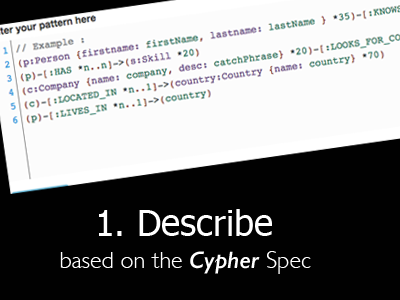 ter your pattern here
1 // Example :
2 (p:Person {firstname: firstName, lastname: lastName } *35)-[:KNOWS
3 (p)-[:HAS *n..n]->(s:Skill *20)
4 (c:Company {name: company, desc: catchPhrase} *20)-[:LOOKS_FOR_CO
5 (c)-[:LOCATED_IN *n..1]->(country:Country {name: country} *70)
6 (p)-[:LIVES_IN *n..1]->(country)
1. Describe
based on the Cypher Spec